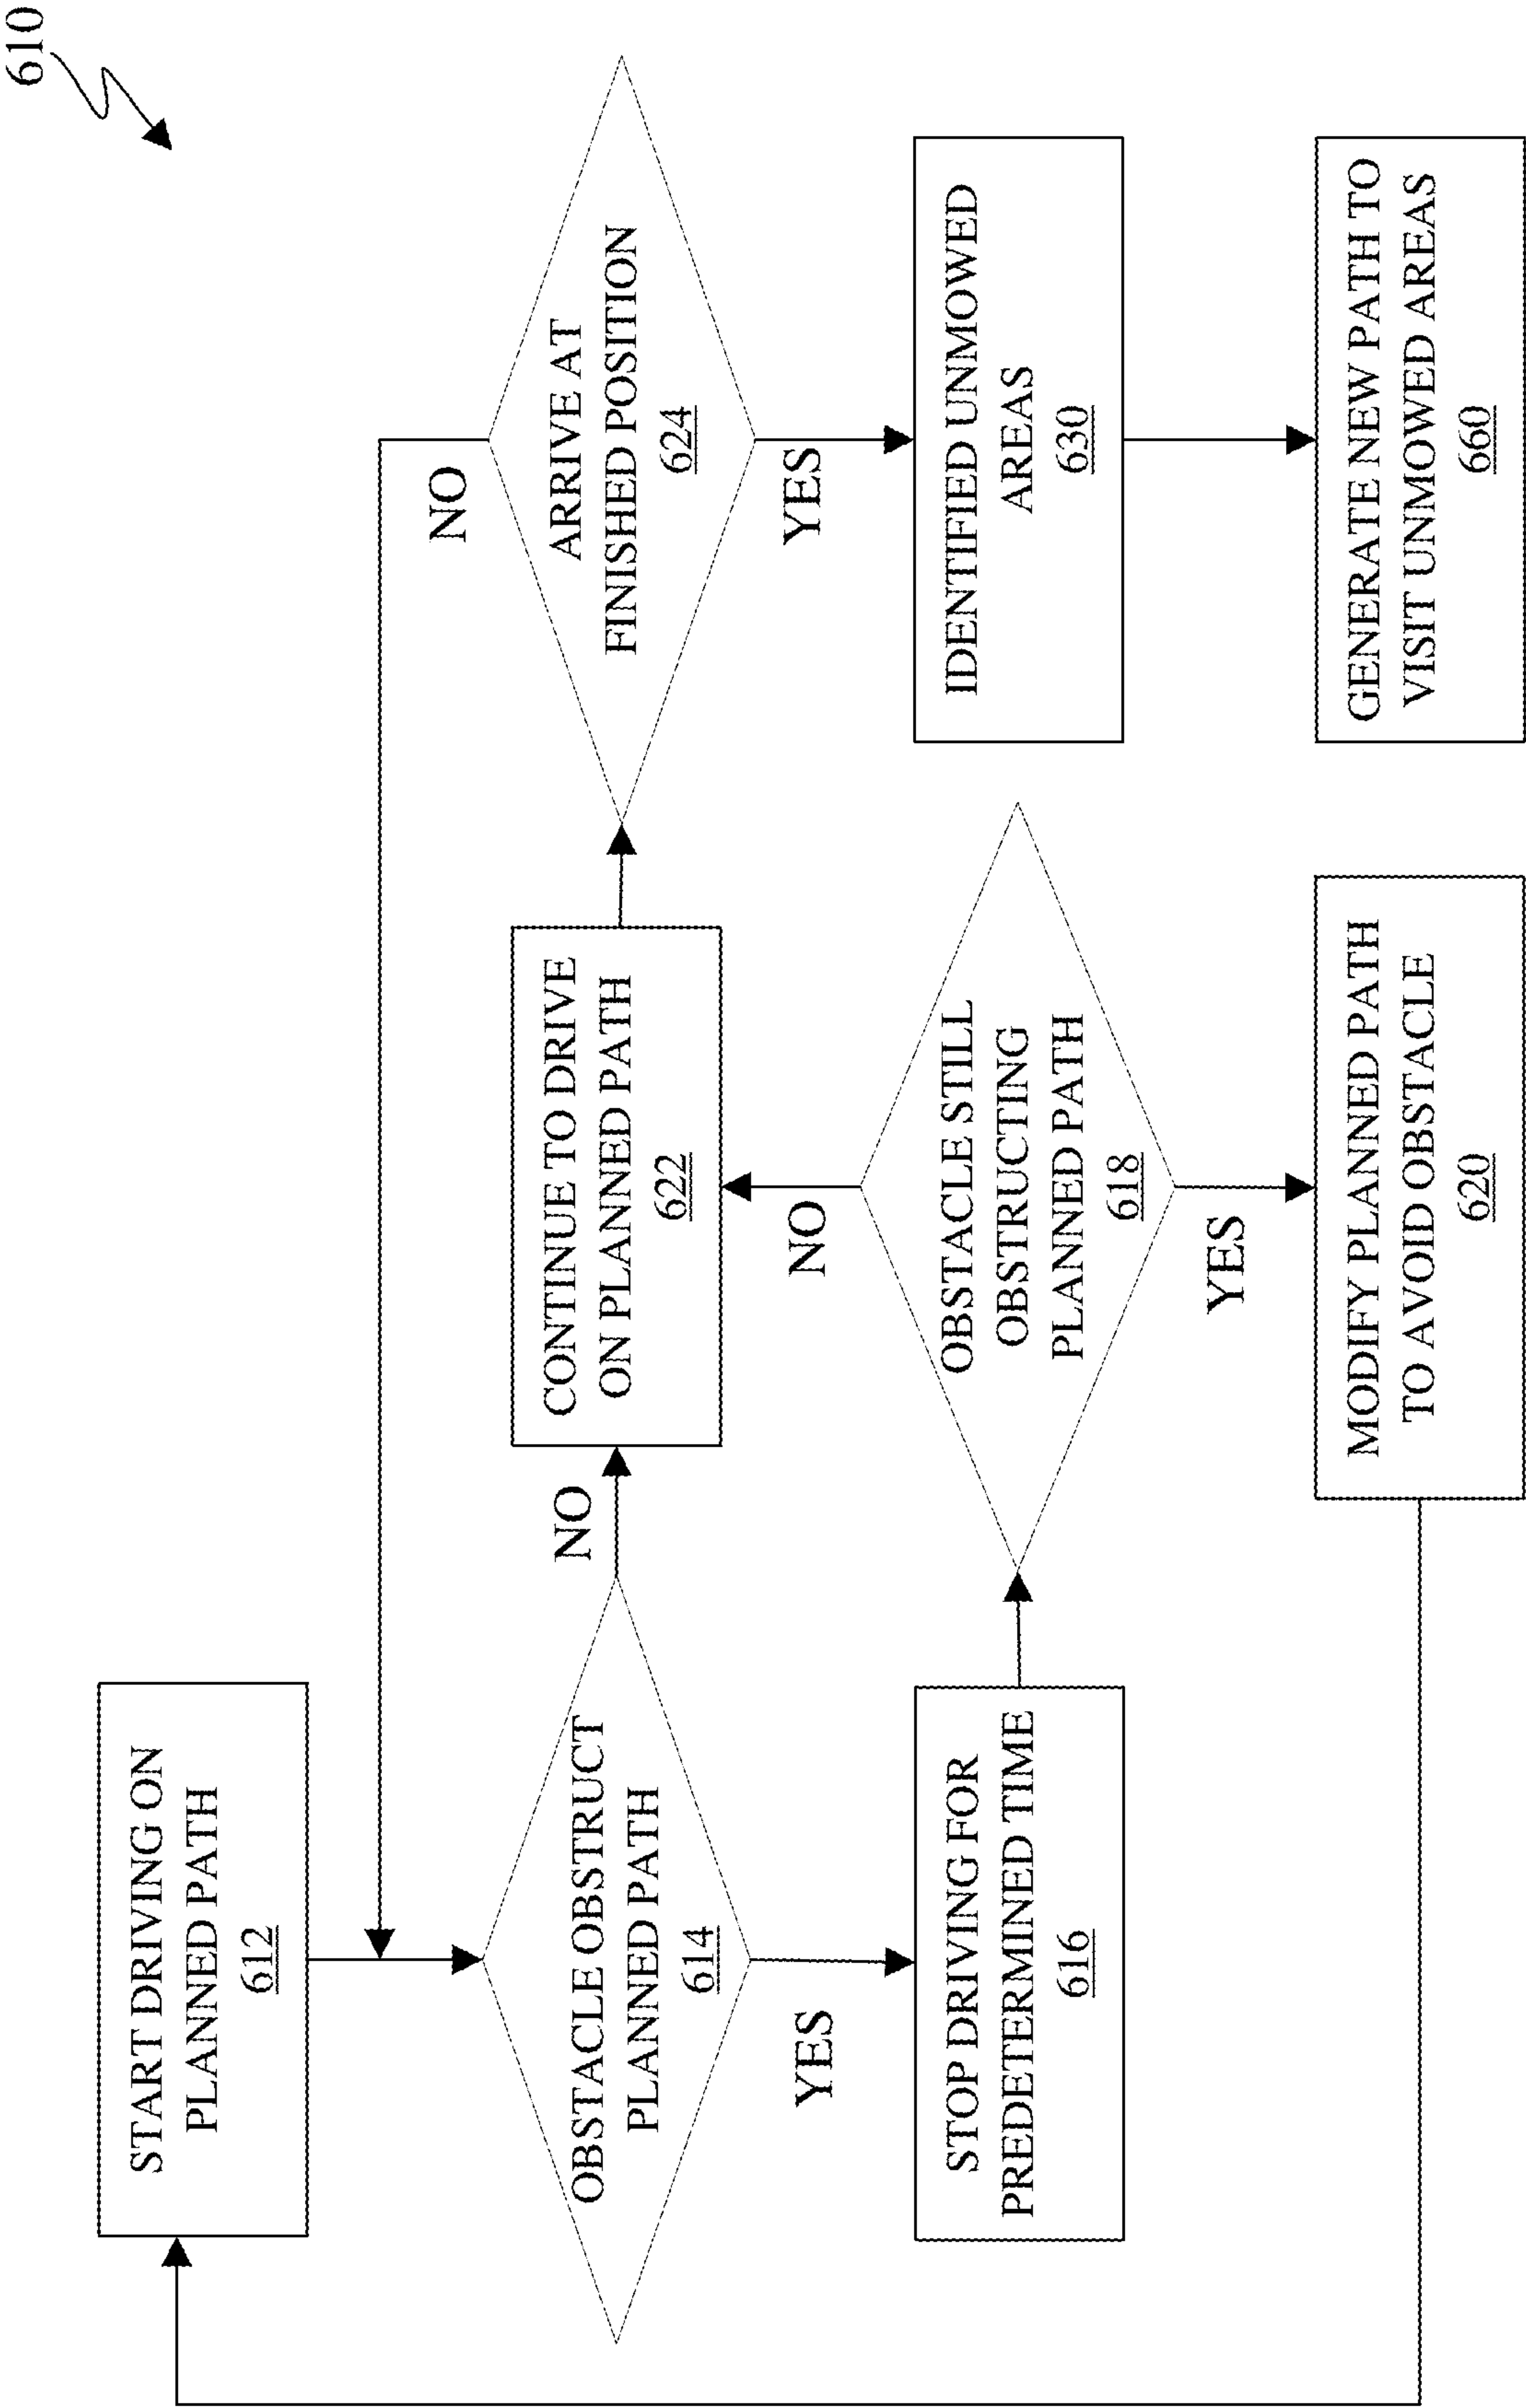 610
START DRIVING ON
PLANNED PATH
612
OBSTACLE OBSTRUCT
PLANNED PATH
614
NO
YES
STOP DRIVING FOR
PREDETERMINED TIME
616
CONTINUE TO DRIVE
ON PLANNED PATH
622
NO
OBSTACLE STILL
OBSTRUCTING
PLANNED PATH
618
YES
MODIFY PLANNED PATH
TO AVOID OBSTACLE
620
NO
ARRIVE AT
FINISHED POSITION
624
YES
IDENTIFIED UNMOWED
AREAS
630
GENERATE NEW PATH TO
VISIT UNMOWED AREAS
660